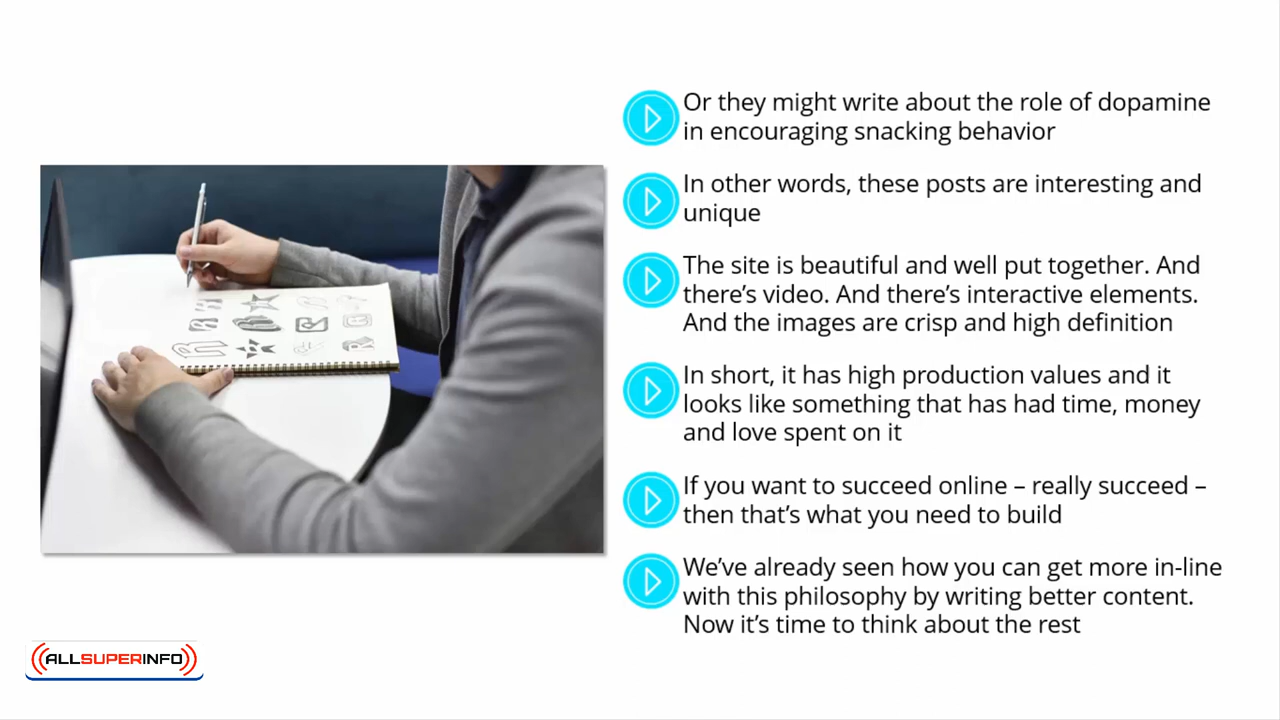 Or they might write about the role of dopamine
in encouraging snacking behavior
In other words, these posts are interesting and
unique
The site is beautiful and well put together. And
there’s video. And there’s interactive elements.
And the images are crisp and high definition
In short, it has high production values and it
looks like something that has had time, money
and love spent on it
If you want to succeed online – really succeed –
then that’s what you need to build
We’ve already seen how you can get more in-line
with this philosophy by writing better content.
Now it’s time to think about the rest
ALLSUPERINFO